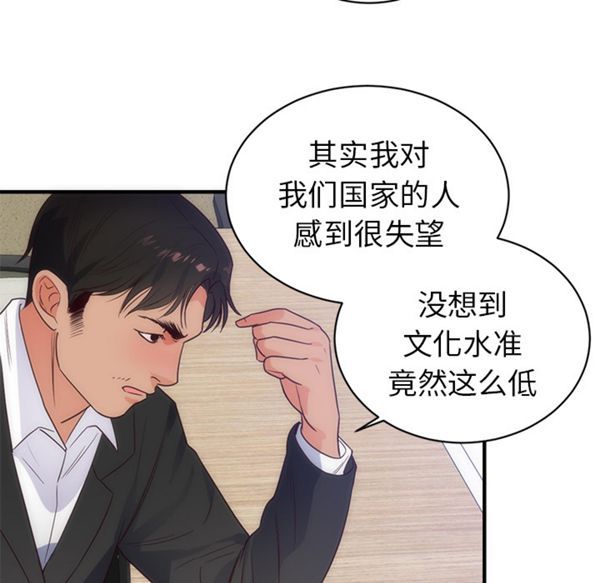 其实我对
我们国家的人
感到很失望
没想到
文化水准
竟然这么低